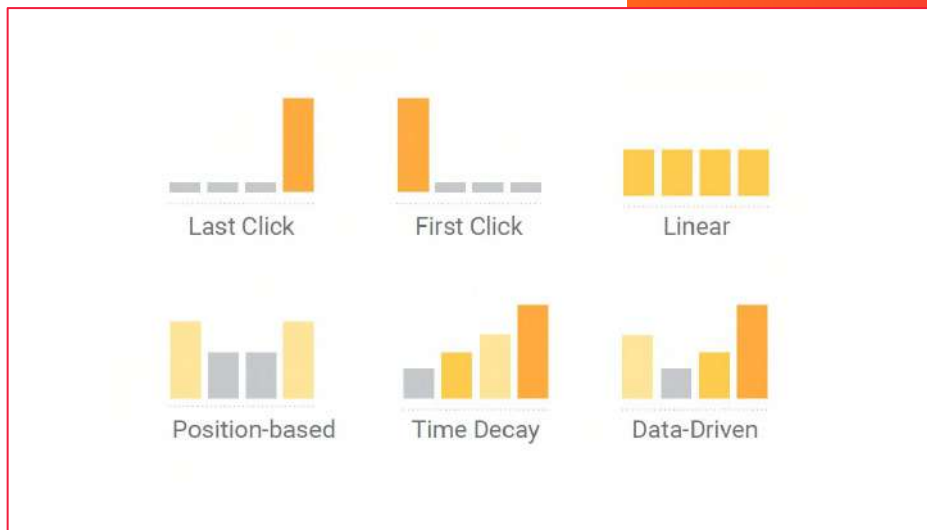 Last Click
First Click
Linear
Position-based
Time Decay
Data-Driven